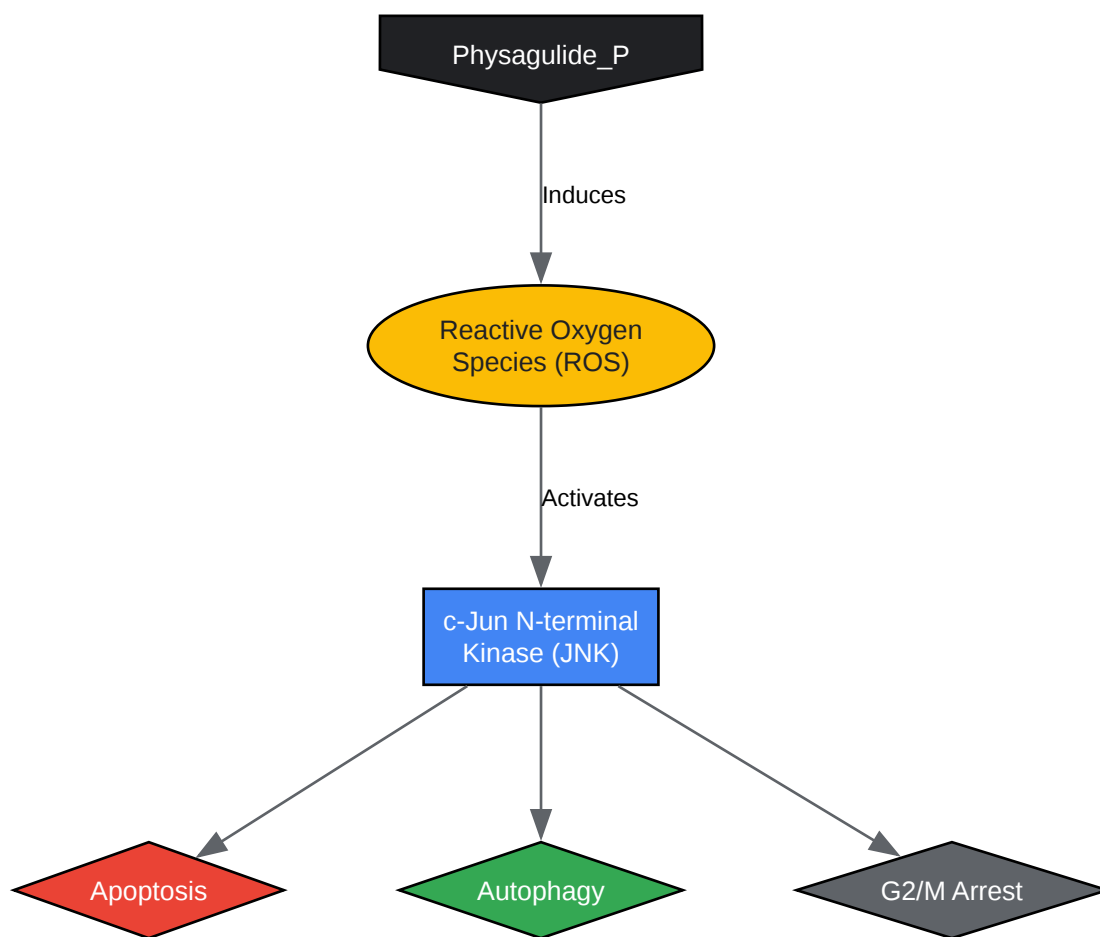 Physagulide_P
Induces
Reactive Oxygen
Species (ROS)
Activates
c-Jun N-terminal
Kinase (JNK)
Apoptosis
Autophagy
G2/M Arrest